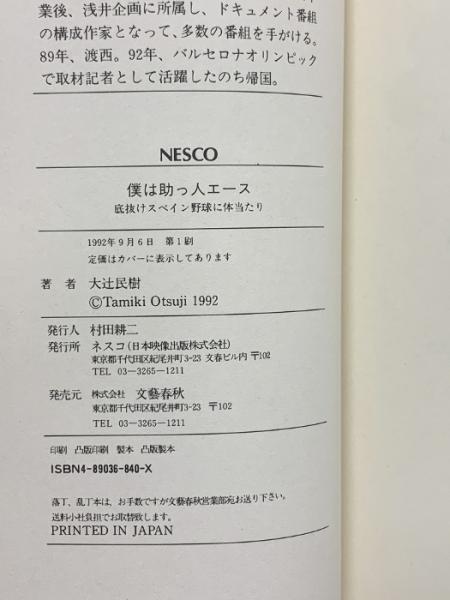 業後、浅井企画に所属し、ドキュメント番組
の構成作家となって、多数の番組を手がける。
89年、渡西。92年、バルセロナオリンピック
で取材記者として活躍したのち帰国。
NESCO
僕は助っ人エース
底抜けスペイン野球に体当たり
1992年9月6日 第1刷
定価はカバーに表示してあります
著 者 大辻民樹
©Tamiki Otsuji 1992
発行人 村田耕二
発行所 ネスコ(日本映像出版株式会社)
東京都千代田区紀尾井町3-23 文春ビル内 〒102
TEL 03-3265-1211
発売元 株式会社 文藝春秋
東京都千代田区紀尾井町3-23 〒102
TEL 03-3265-1211
印刷 凸版印刷 製本 凸版製本
ISBN4-89036-840-X
落丁、乱丁本は、お手数ですが文藝春秋営業部宛お送り下さい。
送料小社負担でお取替致します。
PRINTED IN JAPAN